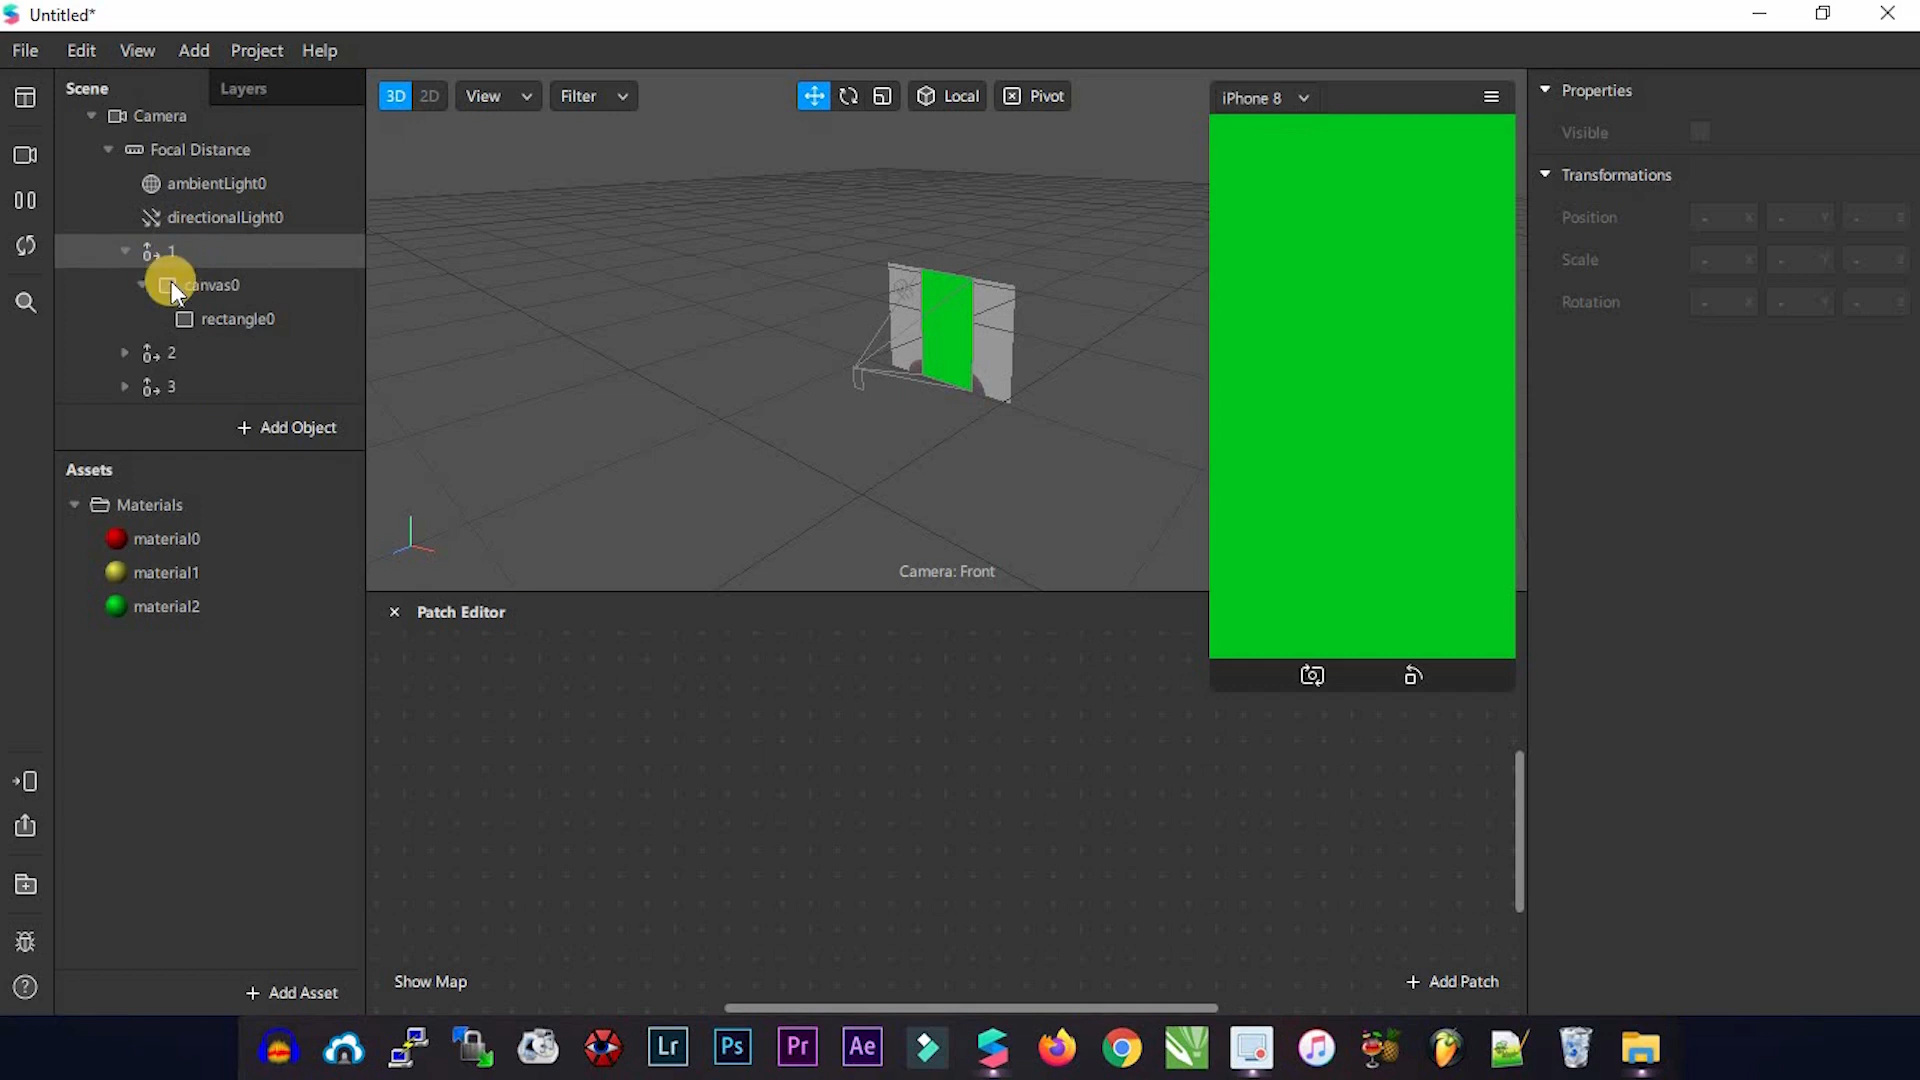 Untitled*
File Edit View Add Project Help
Scene Layers
Camera
Focal Distance
ambientLight0
directionalLight0
1
canvas0
rectangle0
2
3
+ Add Object
Assets
Materials
material0
material1
material2
+ Add Asset
3D 2D View Filter Local Pivot
Camera: Front
iPhone 8
× Patch Editor
Show Map
+ Add Patch
Properties
Visible
Transformations
Position - X - Y - Z
Scale - X - Y - Z
Rotation - X - Y - Z
Lr Ps Pr Ae